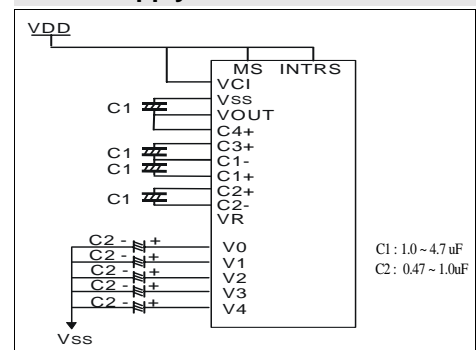 VDD
MS INTRS
VCI
Vss
C1
VOUT
C4+
C1
C3+
C1-
C1
C1+
C1
C2+
C2-
VR
C2 - +
V0
C2 - +
V1
C2 - +
V2
C2 - +
V3
C2 - +
V4
Vss
C1 : 1.0 ~ 4.7 uF
C2 : 0.47 ~ 1.0uF